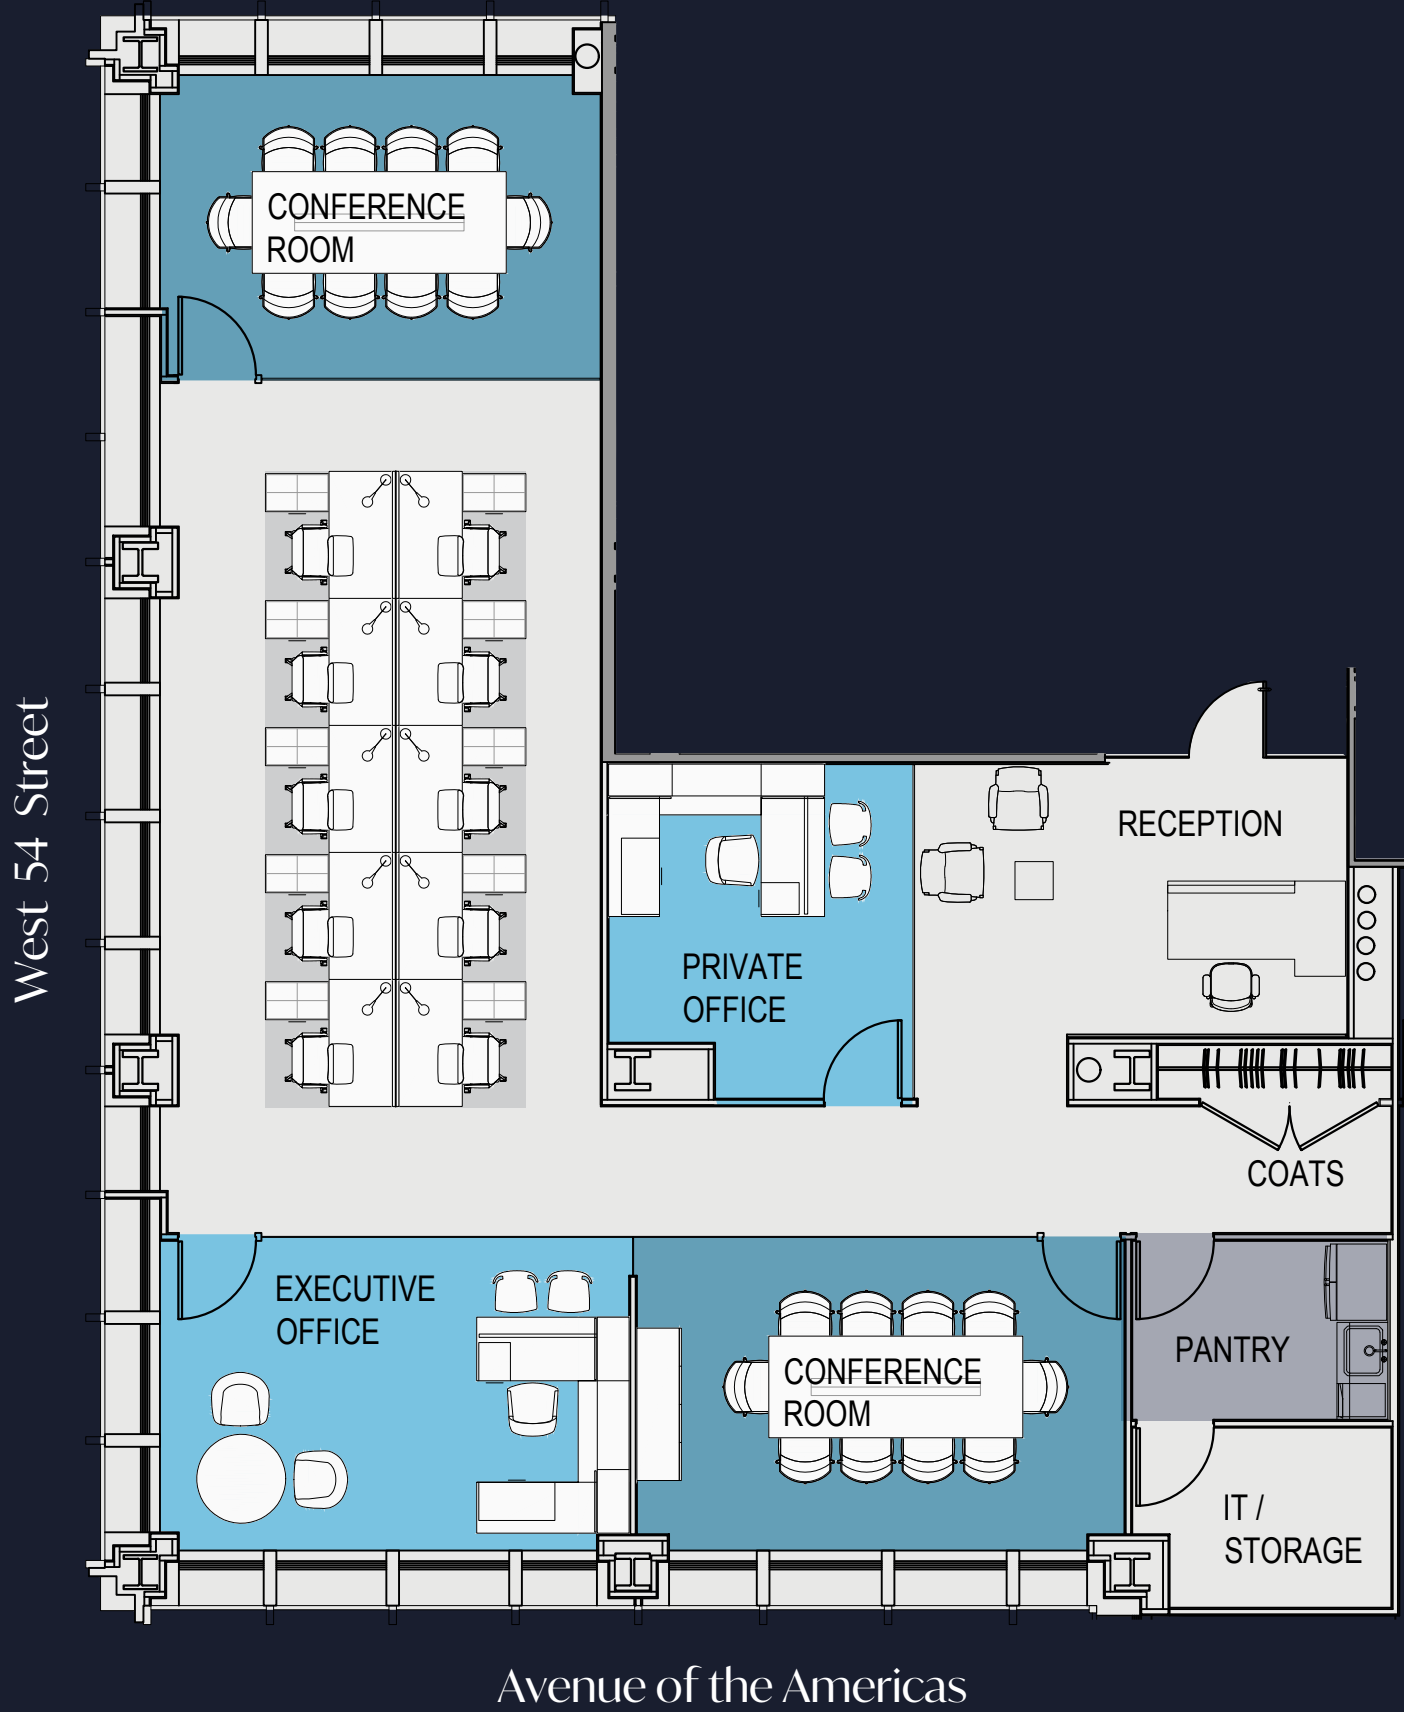 CONFERENCE
ROOM
West 54 Street
RECEPTION
PRIVATE
OFFICE
COATS
EXECUTIVE
OFFICE
CONFERENCE
ROOM
PANTRY
IT /
STORAGE
Avenue of the Americas